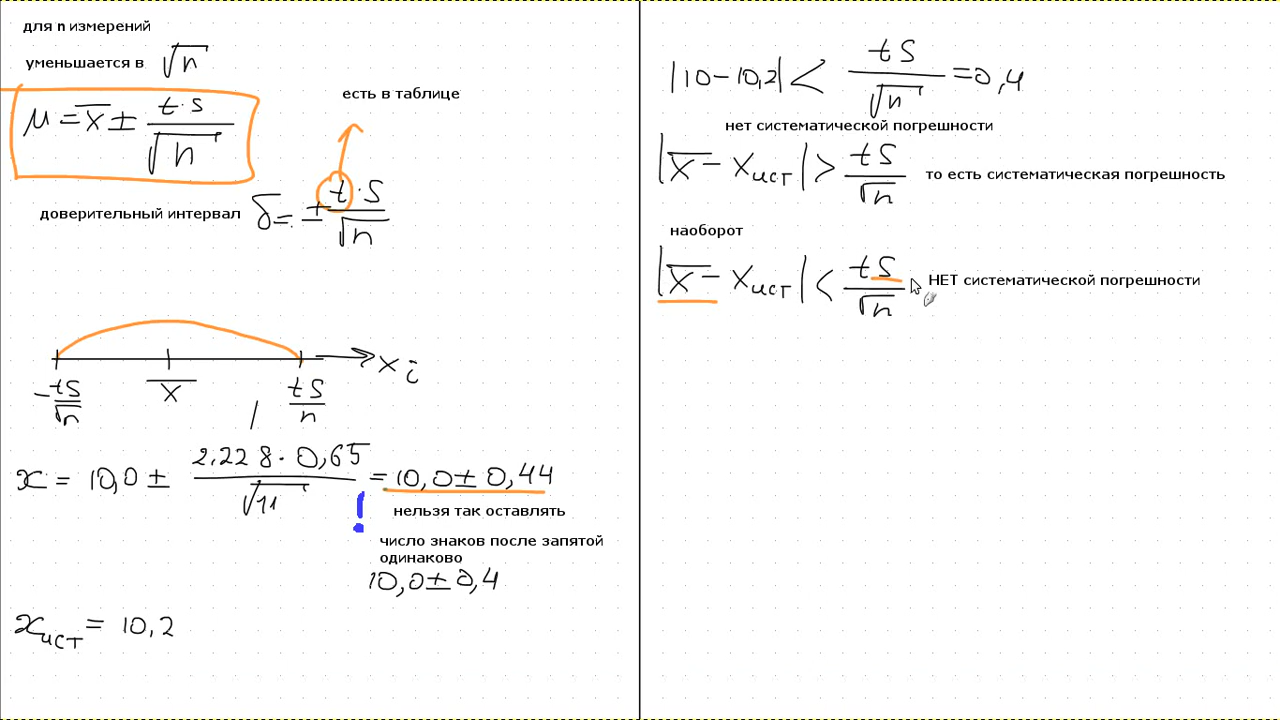 для n измерений
уменьшается в √n
μ = x̄ ± t·s/√n
есть в таблице
доверительный интервал δ = ± t·s/√n
x i
-ts/√n x̄ ts/n
x = 10,0 ± 2.228·0,65/√11 = 10,0 ± 0,44
! нельзя так оставлять
число знаков после запятой
одинаково
10,0 ± 0,4
xист = 10,2
|10 - 10,2| < ts/√n = 0,4
нет систематической погрешности
|x̄ - xист| > ts/√n то есть систематическая погрешность
наоборот
|x̄ - xист| < ts/√n НЕТ систематической погрешности